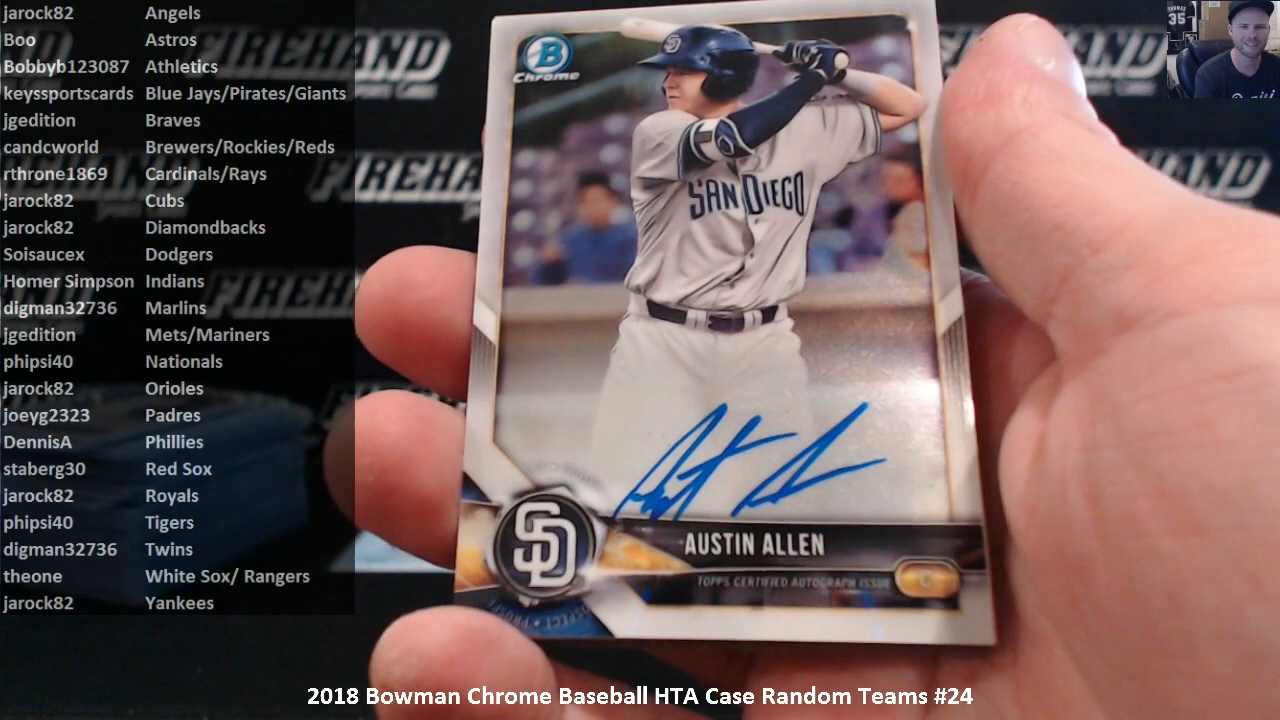 jarock82 Angels
Boo Astros
Bobbyb123087 Athletics
keyssportscards Blue Jays/Pirates/Giants
jgedition Braves
candcworld Brewers/Rockies/Reds
rthrone1869 Cardinals/Rays
jarock82 Cubs
jarock82 Diamondbacks
Soisaucex Dodgers
Homer Simpson Indians
digman32736 Marlins
jgedition Mets/Mariners
phipsi40 Nationals
jarock82 Orioles
joeyg2323 Padres
DennisA Phillies
staberg30 Red Sox
jarock82 Royals
phipsi40 Tigers
digman32736 Twins
theone White Sox/ Rangers
jarock82 Yankees
FIREHAND
FIREHAND
B
Chrome
SAN DIEGO
SD
AUSTIN ALLEN
TOPPS CERTIFIED AUTOGRAPH ISSUE
C
35
2018 Bowman Chrome Baseball HTA Case Random Teams #24